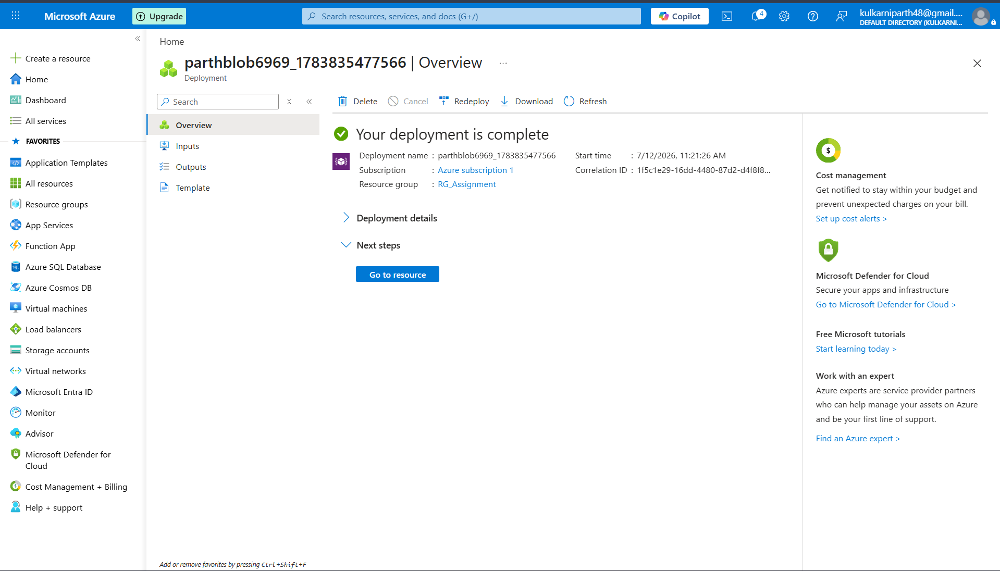 Microsoft Azure
Upgrade
Search resources, services, and docs (G+/)
Copilot
4
kulkarniparth48@gmail....
DEFAULT DIRECTORY (KULKARNI...
Create a resource
Home
Dashboard
All services
FAVORITES
Application Templates
All resources
Resource groups
App Services
Function App
Azure SQL Database
Azure Cosmos DB
Virtual machines
Load balancers
Storage accounts
Virtual networks
Microsoft Entra ID
Monitor
Advisor
Microsoft Defender for
Cloud
Cost Management + Billing
Help + support
Home
parthblob6969_1783835477566 | Overview
Deployment
Search
Overview
Inputs
Outputs
Template
Add or remove favorites by pressing Ctrl+Shift+F
Delete
Cancel
Redeploy
Download
Refresh
Your deployment is complete
Deployment name : parthblob6969_1783835477566
Subscription : Azure subscription 1
Resource group : RG_Assignment
Start time : 7/12/2026, 11:21:26 AM
Correlation ID : 1f5c1e29-16dd-4480-87d2-d4f8f8...
Deployment details
Next steps
Go to resource
Cost management
Get notified to stay within your budget and
prevent unexpected charges on your bill.
Set up cost alerts >
Microsoft Defender for Cloud
Secure your apps and infrastructure
Go to Microsoft Defender for Cloud >
Free Microsoft tutorials
Start learning today >
Work with an expert
Azure experts are service provider partners
who can help manage your assets on Azure
and be your first line of support.
Find an Azure expert >